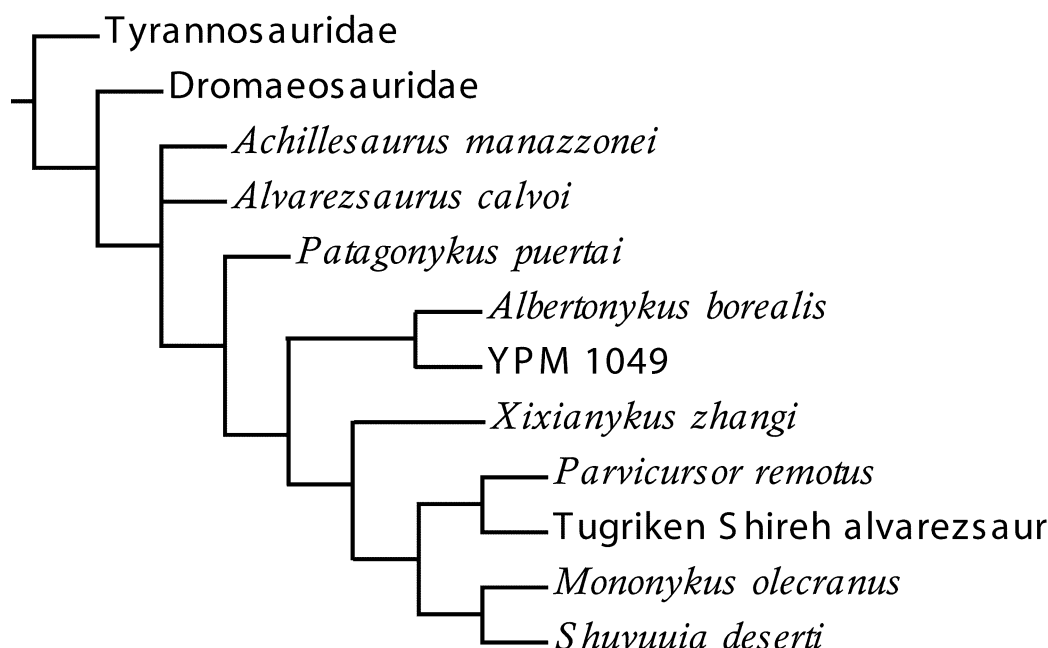 Tyrannosauridae
Dromaeosauridae
Achillesaurus manazzonei
Alvarezsaurus calvoi
Patagonykus puertai
Albertonykus borealis
YPM 1049
Xixianykus zhangi
Parvicursor remotus
Tugriken Shireh alvarezsaur
Mononykus olecranus
Shuvuuia deserti